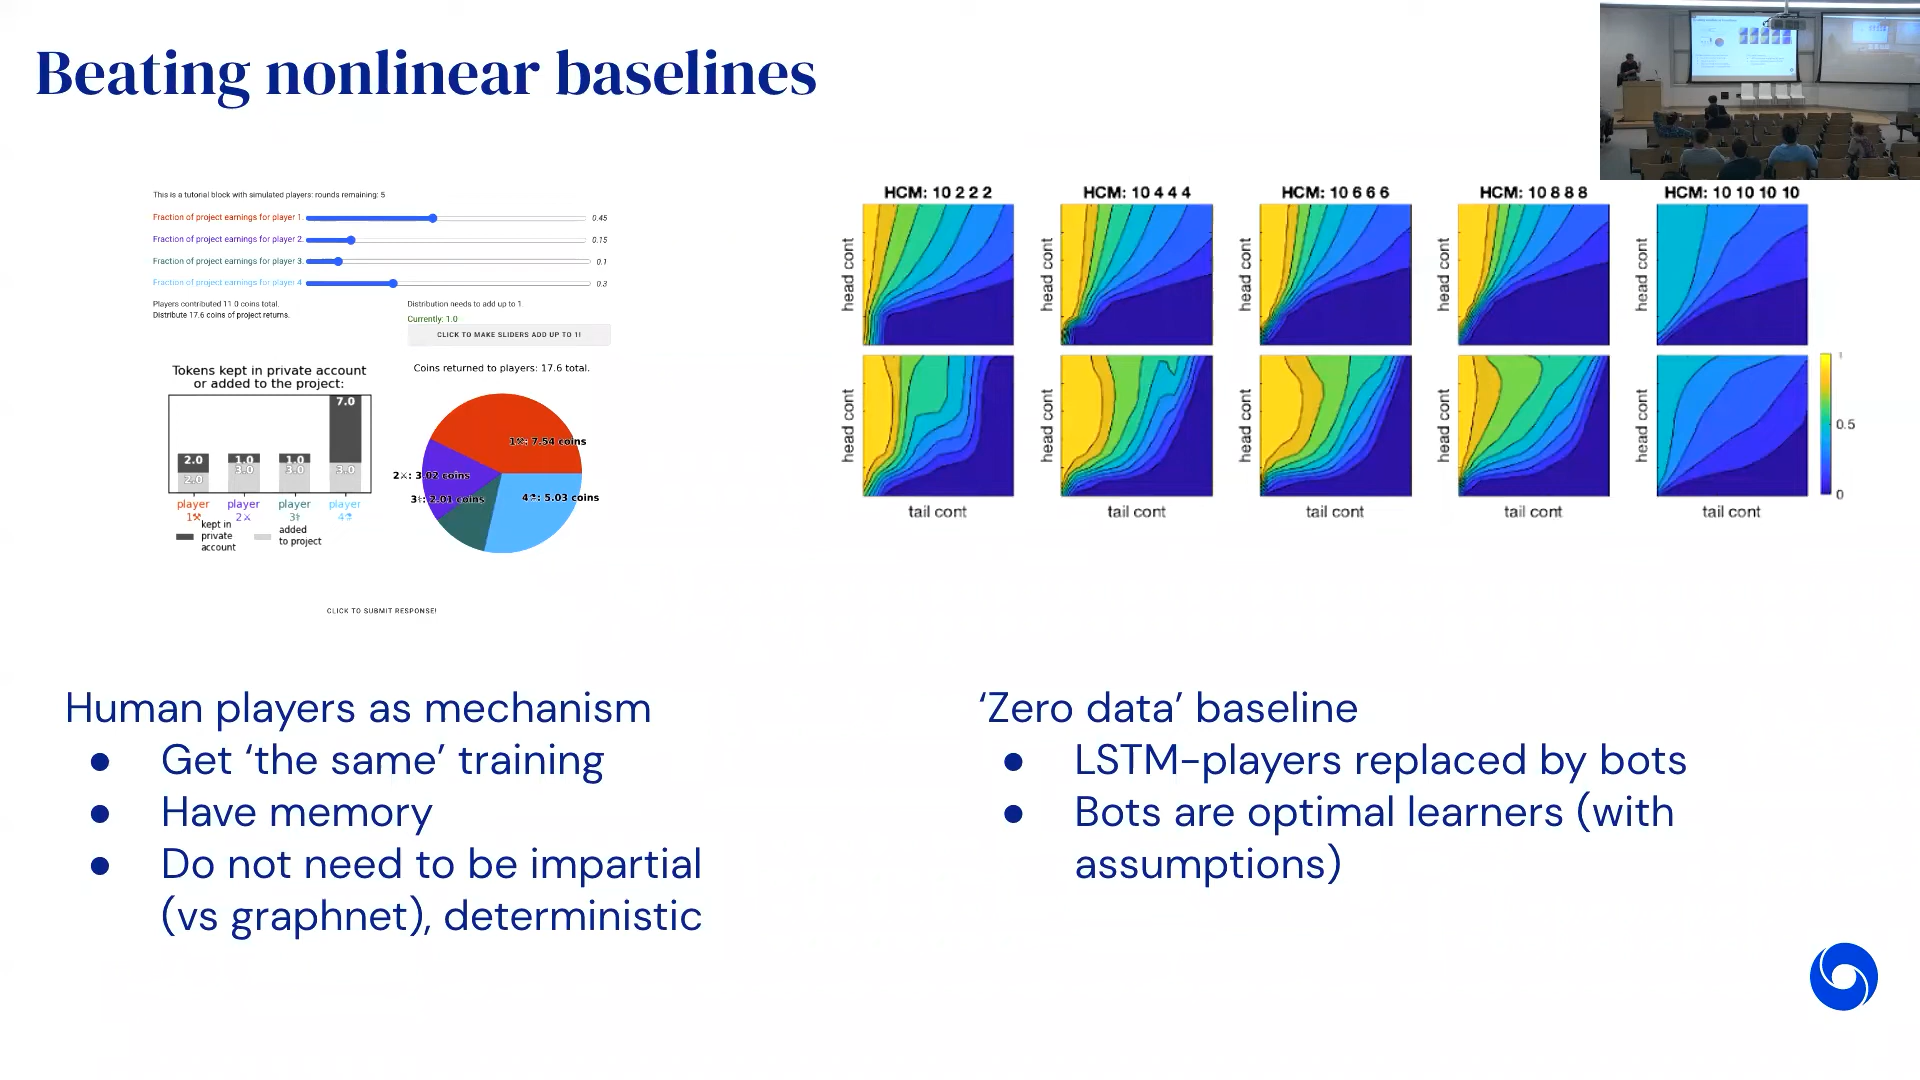 Beating nonlinear baselines
This is a tutorial block with simulated players: rounds remaining: 5
Fraction of project earnings for player 1. 0.45
Fraction of project earnings for player 2. 0.15
Fraction of project earnings for player 3. 0.1
Fraction of project earnings for player 4 0.3
Players contributed 11.0 coins total.
Distribute 17.6 coins of project returns.
Distribution needs to add up to 1.
Currently: 1.0
CLICK TO MAKE SLIDERS ADD UP TO 1!
Tokens kept in private account
or added to the project:
7.0
2.0 1.0 1.0
2.0 3.0 3.0 3.0
player player player player
1 2 3 4
kept in
private
account
added
to project
Coins returned to players: 17.6 total.
1: 7.54 coins
2: 3.02 coins
3: 2.01 coins
4: 5.03 coins
CLICK TO SUBMIT RESPONSE!
HCM: 10 2 2 2
HCM: 10 4 4 4
HCM: 10 6 6 6
HCM: 10 8 8 8
HCM: 10 10 10 10
head cont head cont head cont head cont head cont
head cont head cont head cont head cont head cont
tail cont tail cont tail cont tail cont tail cont
1
0.5
0
Human players as mechanism
● Get ‘the same’ training
● Have memory
● Do not need to be impartial
(vs graphnet), deterministic
‘Zero data’ baseline
● LSTM-players replaced by bots
● Bots are optimal learners (with
assumptions)